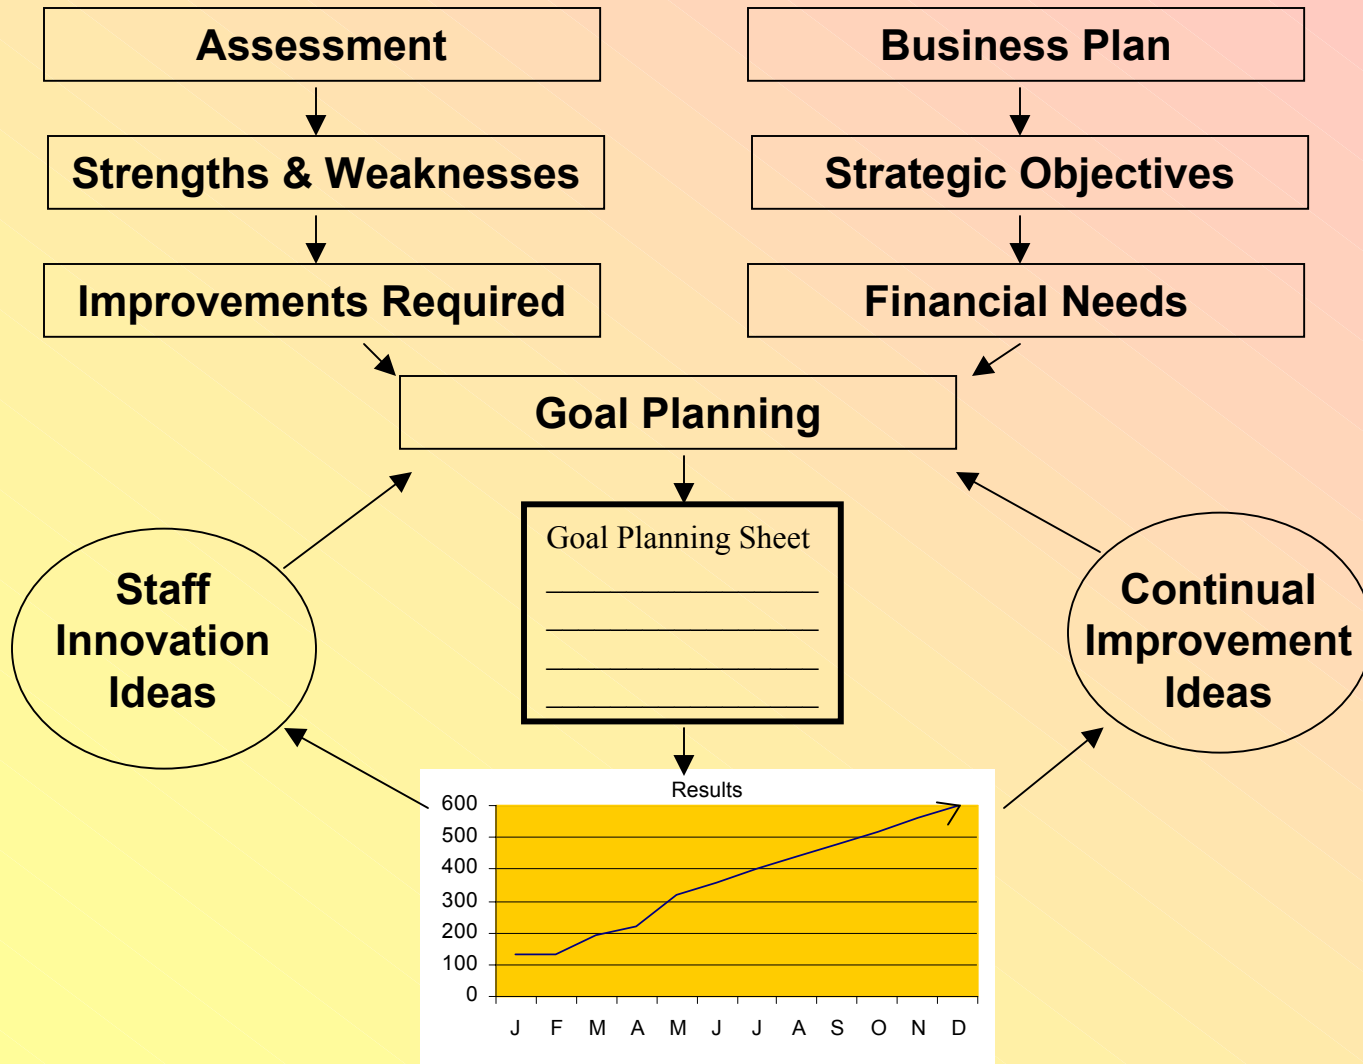 Assessment
Business Plan
Strengths & Weaknesses
Strategic Objectives
Improvements Required
Financial Needs
Goal Planning
Goal Planning Sheet
Staff
Innovation
Ideas
Continual
Improvement
Ideas
Results
600
500
400
300
200
100
0
J F M A M J J A S O N D